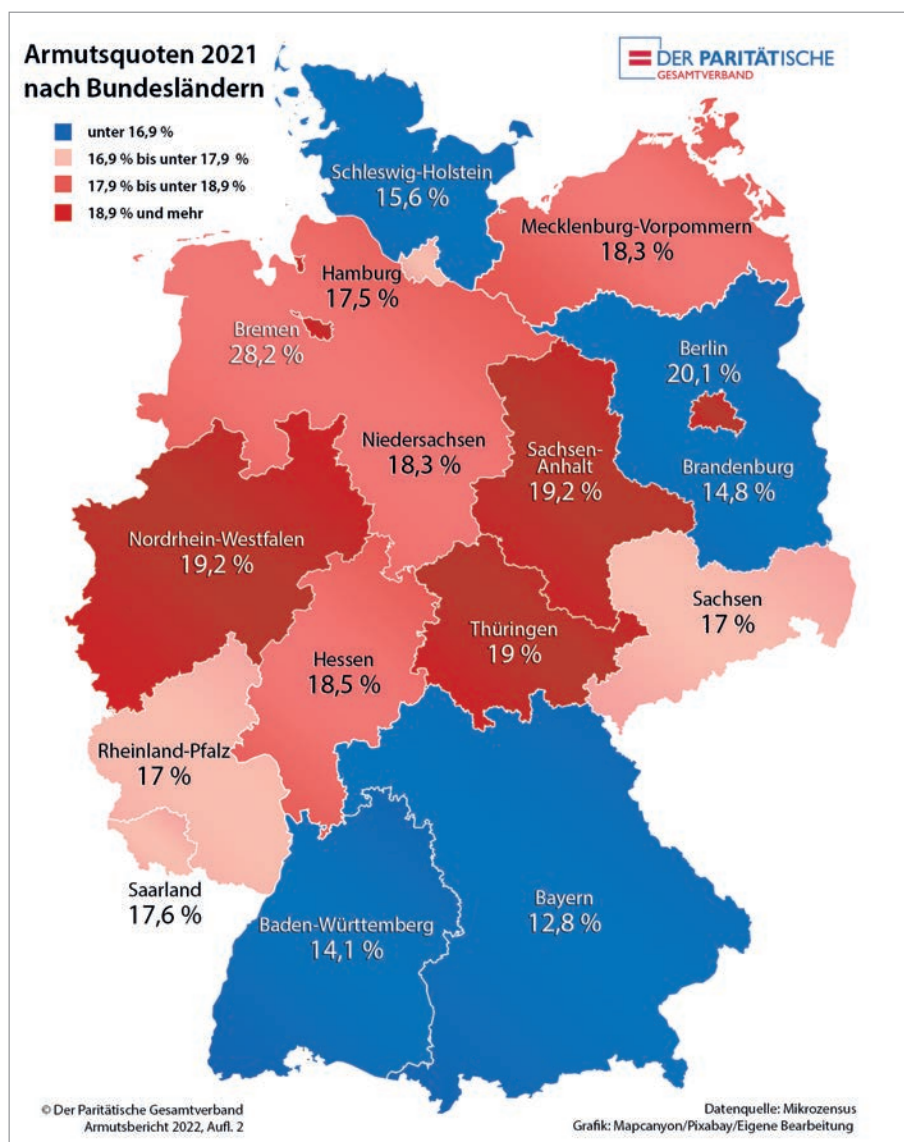 Armutsquoten 2021
nach Bundesländern
DER PARITÄTISCHE
GESAMTVERBAND
unter 16,9 %
16,9 % bis unter 17,9 %
17,9 % bis unter 18,9 %
18,9 % und mehr
Schleswig-Holstein
15,6 %
Mecklenburg-Vorpommern
18,3 %
Hamburg
17,5 %
Bremen
28,2 %
Berlin
20,1 %
Niedersachsen
18,3 %
Sachsen-
Anhalt
19,2 %
Brandenburg
14,8 %
Nordrhein-Westfalen
19,2 %
Sachsen
17 %
Thüringen
19 %
Hessen
18,5 %
Rheinland-Pfalz
17 %
Saarland
17,6 %
Baden-Württemberg
14,1 %
Bayern
12,8 %
© Der Paritätische Gesamtverband
Armutsbericht 2022, Aufl. 2
Datenquelle: Mikrozensus
Grafik: Mapcanyon/Pixabay/Eigene Bearbeitung